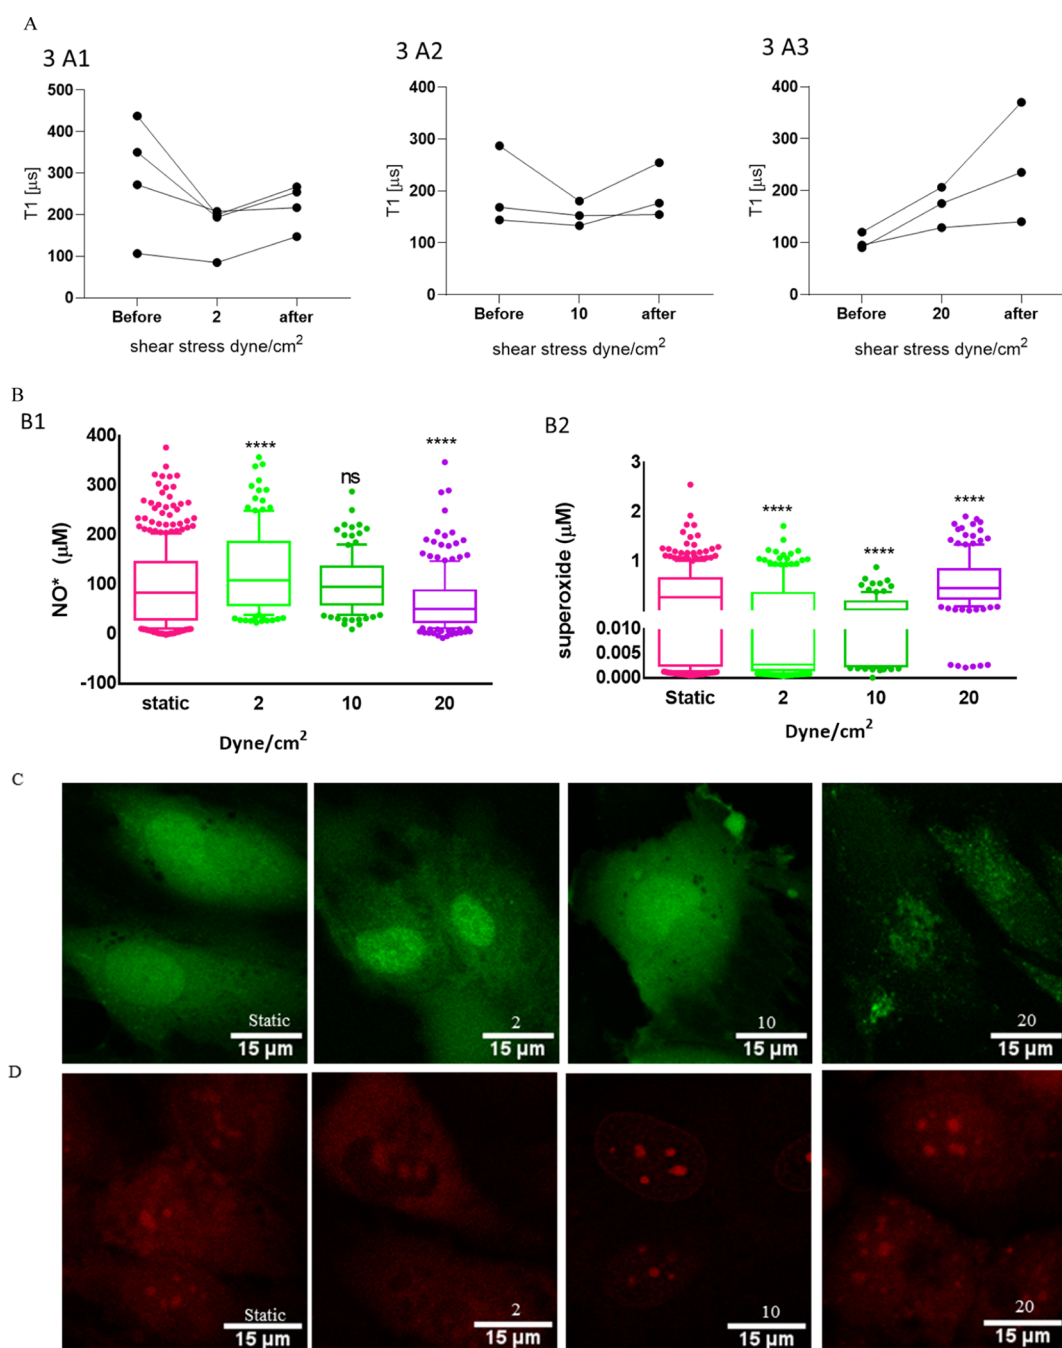 A
3 A1
3 A2
3 A3
500
400
300
200
100
0
T1 [µs]
Before
2
after
shear stress dyne/cm²
400
300
200
100
0
T1 [µs]
Before
10
after
shear stress dyne/cm²
400
300
200
100
0
T1 [µs]
Before
20
after
shear stress dyne/cm²
B
B1
400
300
200
100
0
-100
NO* (µM)
****
ns
****
static
2
10
20
Dyne/cm²
B2
3
2
1
0.010
0.005
0.000
superoxide (µM)
****
****
****
Static
2
10
20
Dyne/cm²
C
Static
15 µm
2
15 µm
10
15 µm
20
15 µm
D
Static
15 µm
2
15 µm
10
15 µm
20
15 µm